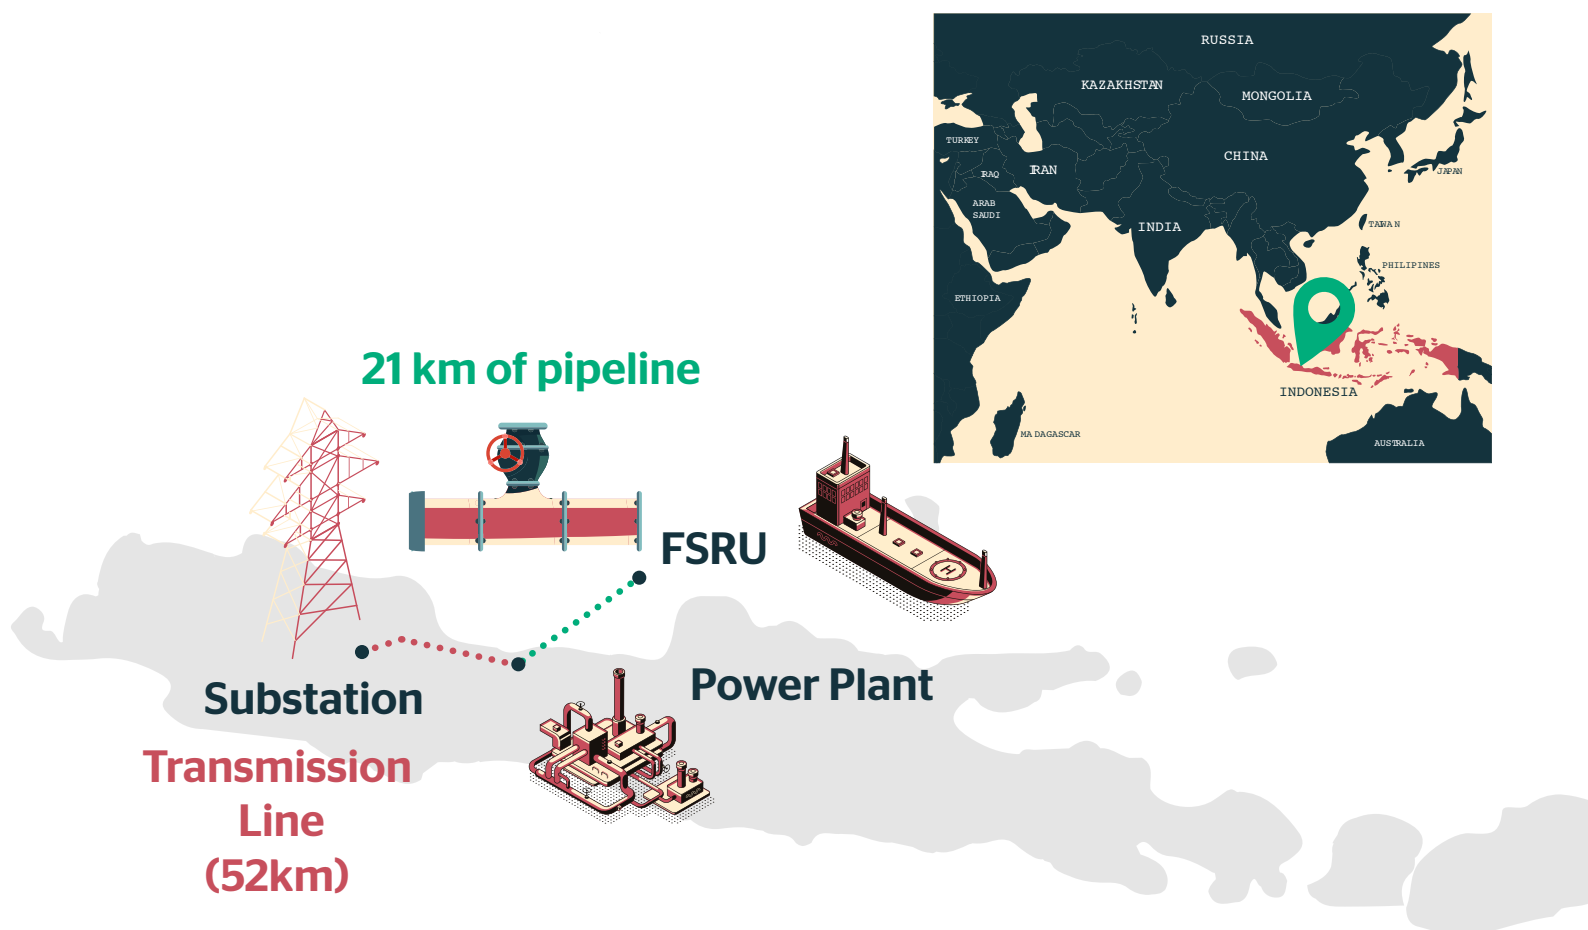 RUSSIA
KAZAKHSTAN
MONGOLIA
TURKEY
CHINA
IRAQ
IRAN
JAPAN
ARAB
SAUDI
INDIA
TAIWAN
PHILIPINES
ETHIOPIA
INDONESIA
MADAGASCAR
AUSTRALIA
21 km of pipeline
FSRU
H
Substation
Power Plant
Transmission
Line
(52km)